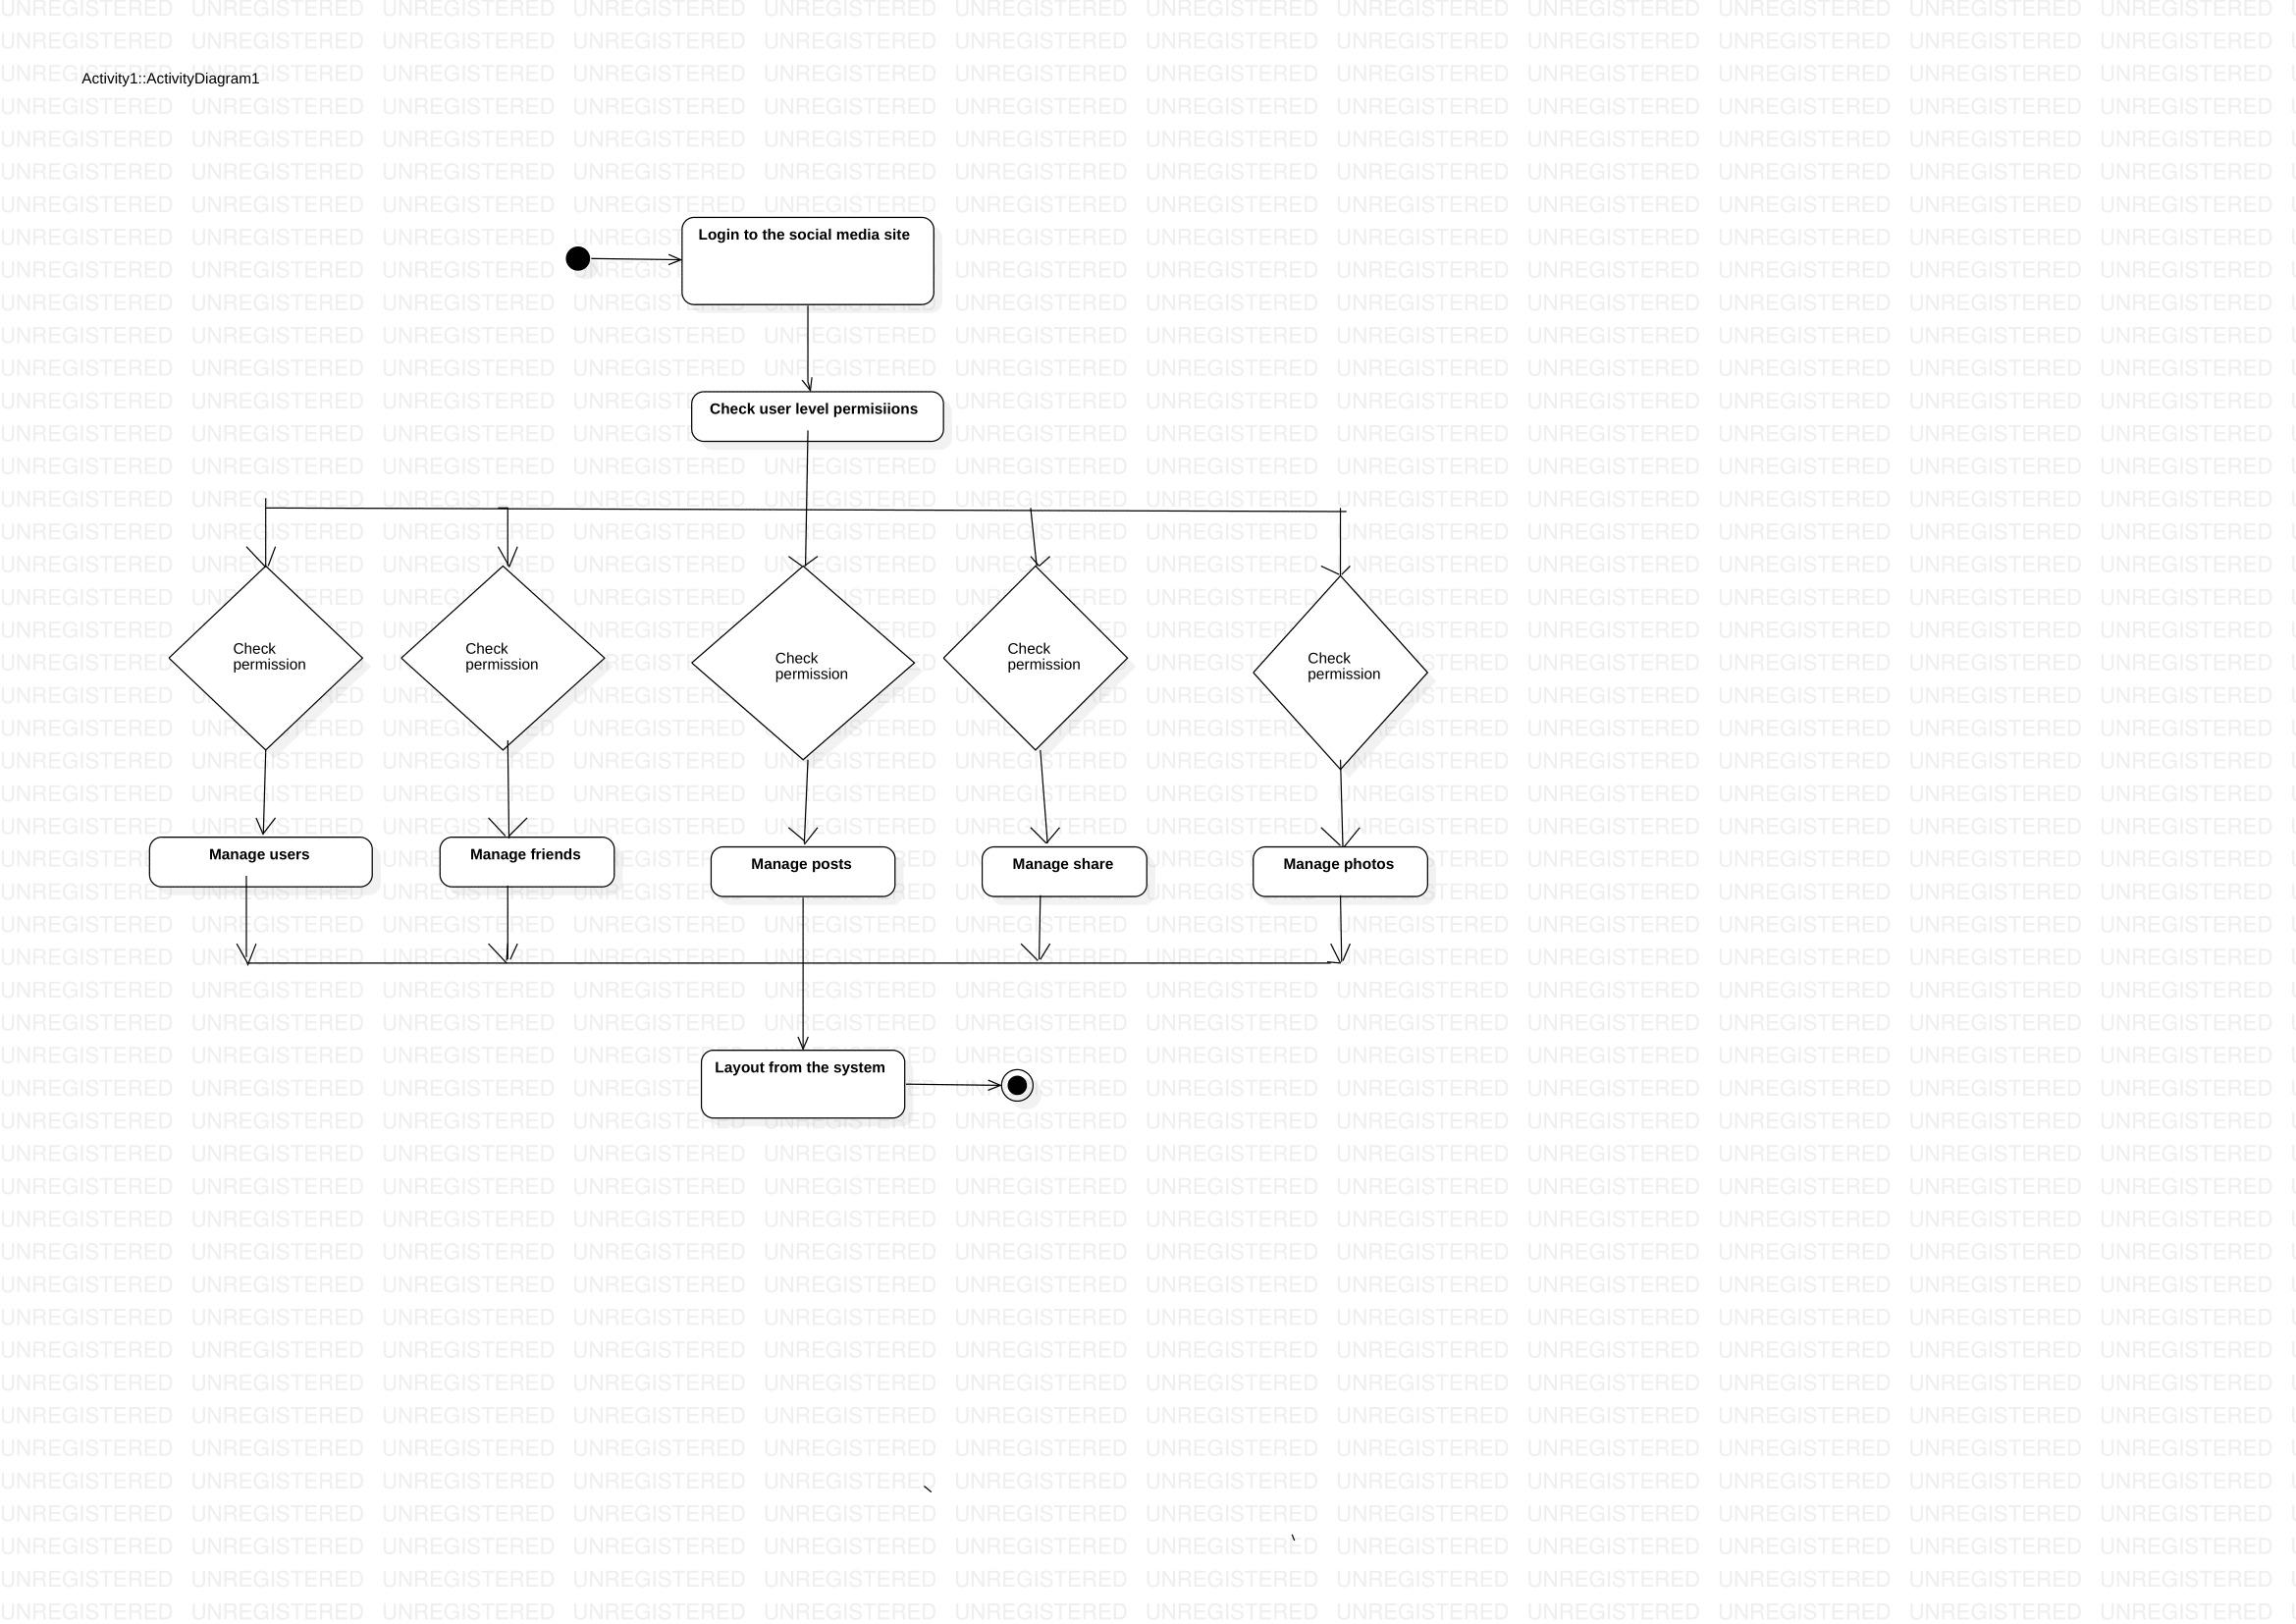 Activity1::ActivityDiagram1
Login to the social media site
Check user level permisiions
Check
permission
Check
permission
Check
permission
Check
permission
Check
permission
Manage users
Manage friends
Manage posts
Manage share
Manage photos
Layout from the system
UNREGISTERED